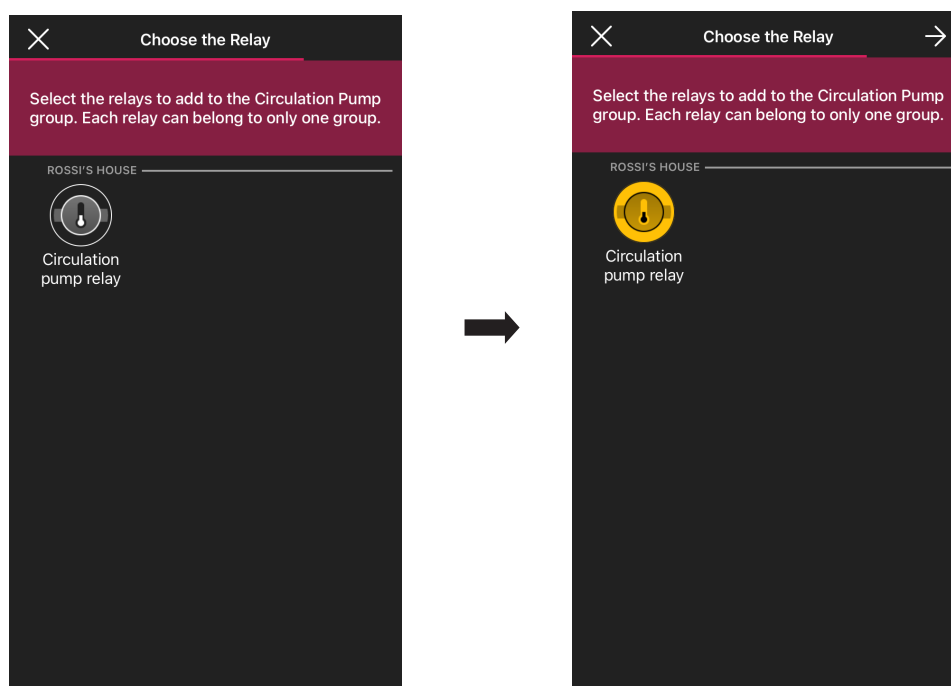 Choose the Relay
Select the relays to add to the Circulation Pump
group. Each relay can belong to only one group.
ROSSI'S HOUSE
Circulation
pump relay
Choose the Relay
Select the relays to add to the Circulation Pump
group. Each relay can belong to only one group.
ROSSI'S HOUSE
Circulation
pump relay